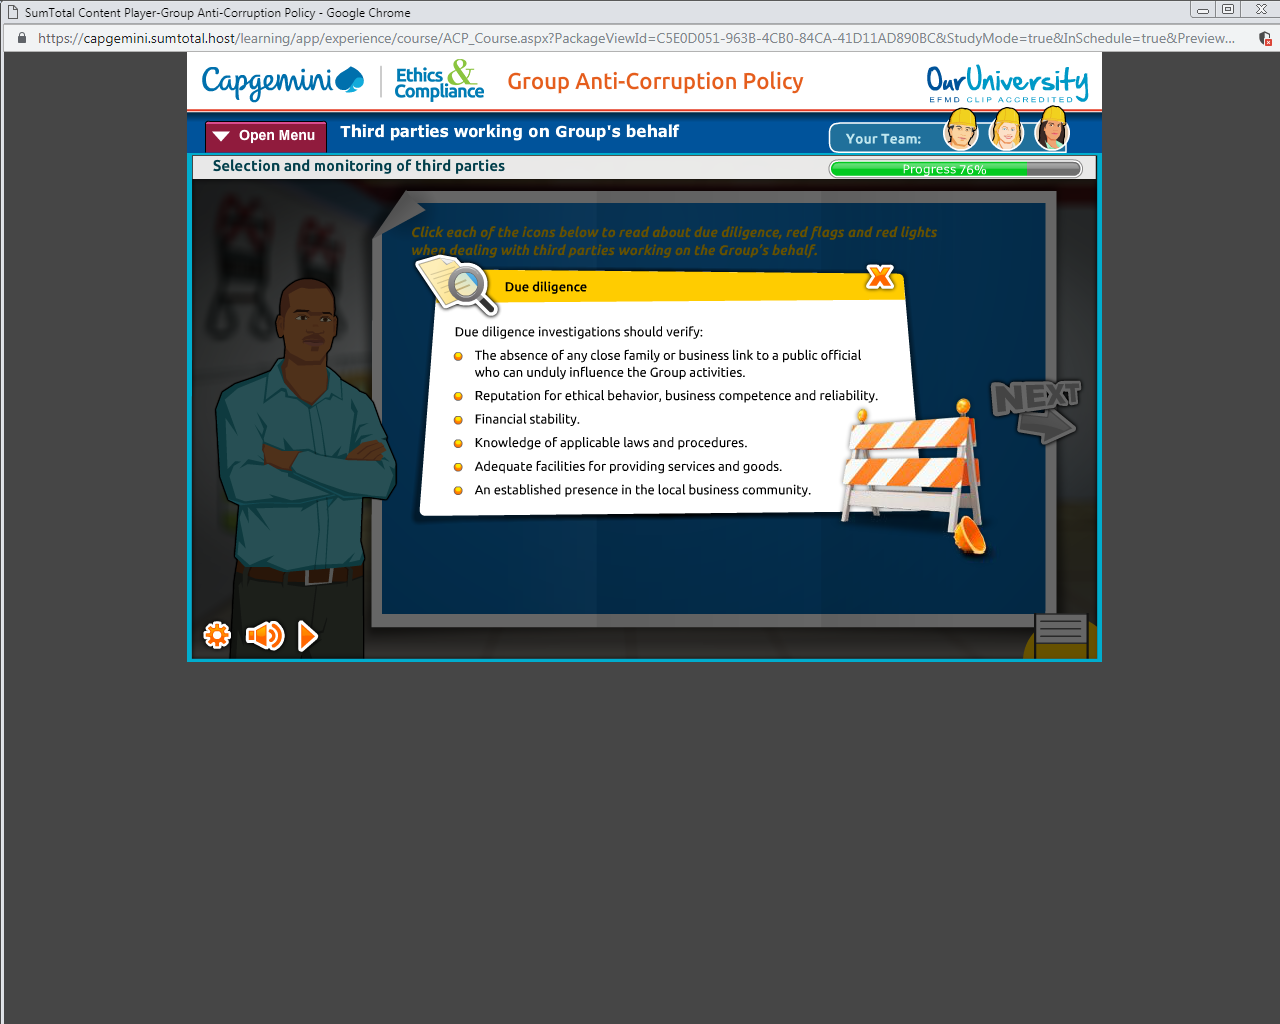 SumTotal Content Player-Group Anti-Corruption Policy - Google Chrome
https://capgemini.sumtotal.host/learning/app/experience/course/ACP_Course.aspx?PackageViewId=C5E0D051-963B-4CB0-84CA-41D11AD890BC&StudyMode=true&InSchedule=true&Preview...
Capgemini
Ethics &
Compliance
Group Anti-Corruption Policy
OurUniversity
EFMD CLIP ACCREDITED
Open Menu
Third parties working on Group's behalf
Your Team:
Selection and monitoring of third parties
Progress 76%
Click each of the icons below to read about due diligence, red flags and red lights
when dealing with third parties working on the Group's behalf.
Due diligence
X
Due diligence investigations should verify:
The absence of any close family or business link to a public official
who can unduly influence the Group activities.
Reputation for ethical behavior, business competence and reliability.
Financial stability.
Knowledge of applicable laws and procedures.
Adequate facilities for providing services and goods.
An established presence in the local business community.
NEXT